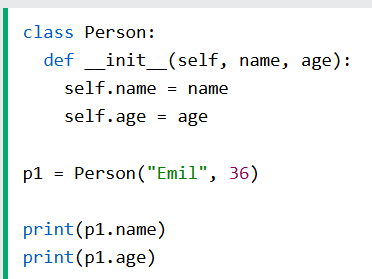 class Person:
  def __init__(self, name, age):
    self.name = name
    self.age = age

p1 = Person("Emil", 36)

print(p1.name)
print(p1.age)